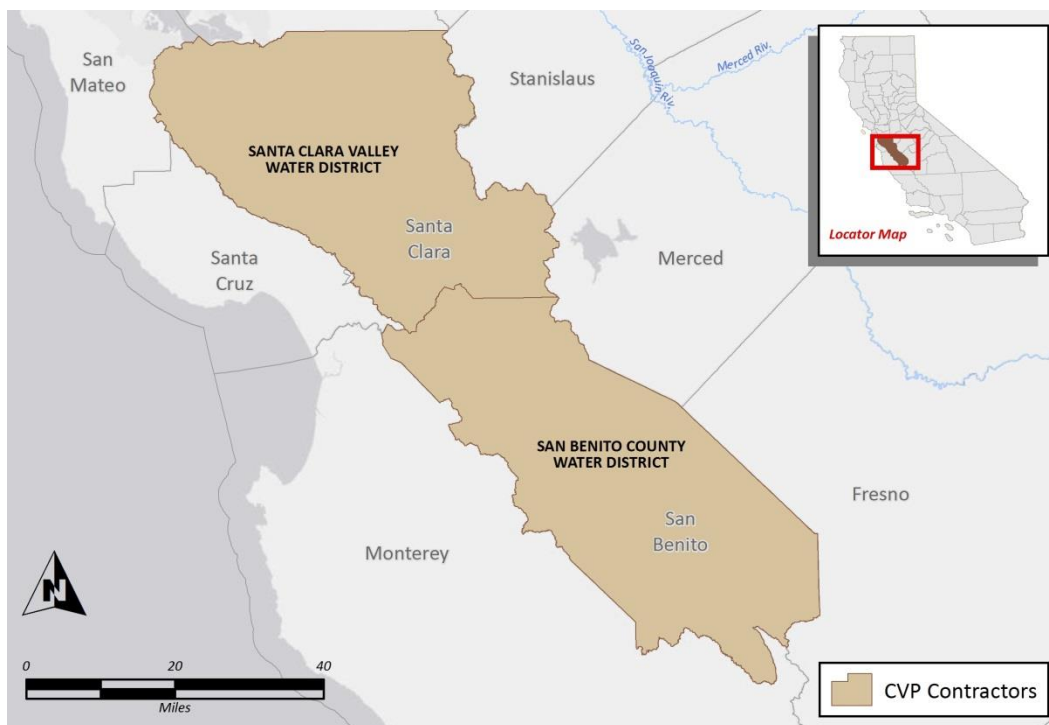 San
Mateo
Stanislaus
San Joaquin Riv.
Merced Riv.
SANTA CLARA VALLEY
WATER DISTRICT
Santa
Clara
Santa
Cruz
Merced
Locator Map
SAN BENITO COUNTY
WATER DISTRICT
San
Benito
Fresno
Monterey
N
0 20 40
Miles
CVP Contractors